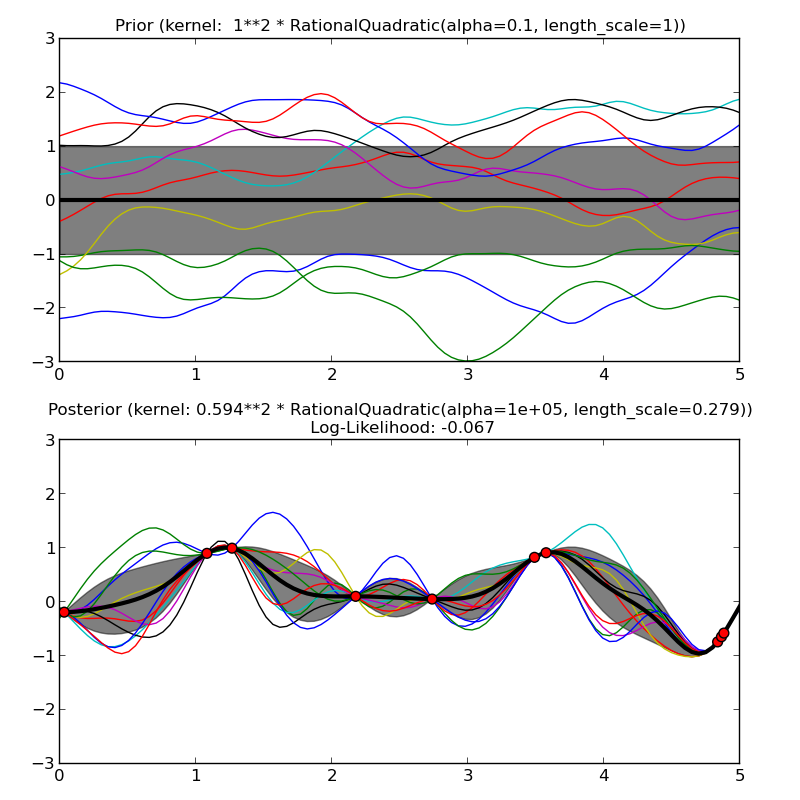 Prior (kernel:  1**2 * RationalQuadratic(alpha=0.1, length_scale=1))
3
2
1
0
−1
−2
−3
0 1 2 3 4 5
Posterior (kernel: 0.594**2 * RationalQuadratic(alpha=1e+05, length_scale=0.279))
Log-Likelihood: -0.067
3
2
1
0
−1
−2
−3
0 1 2 3 4 5